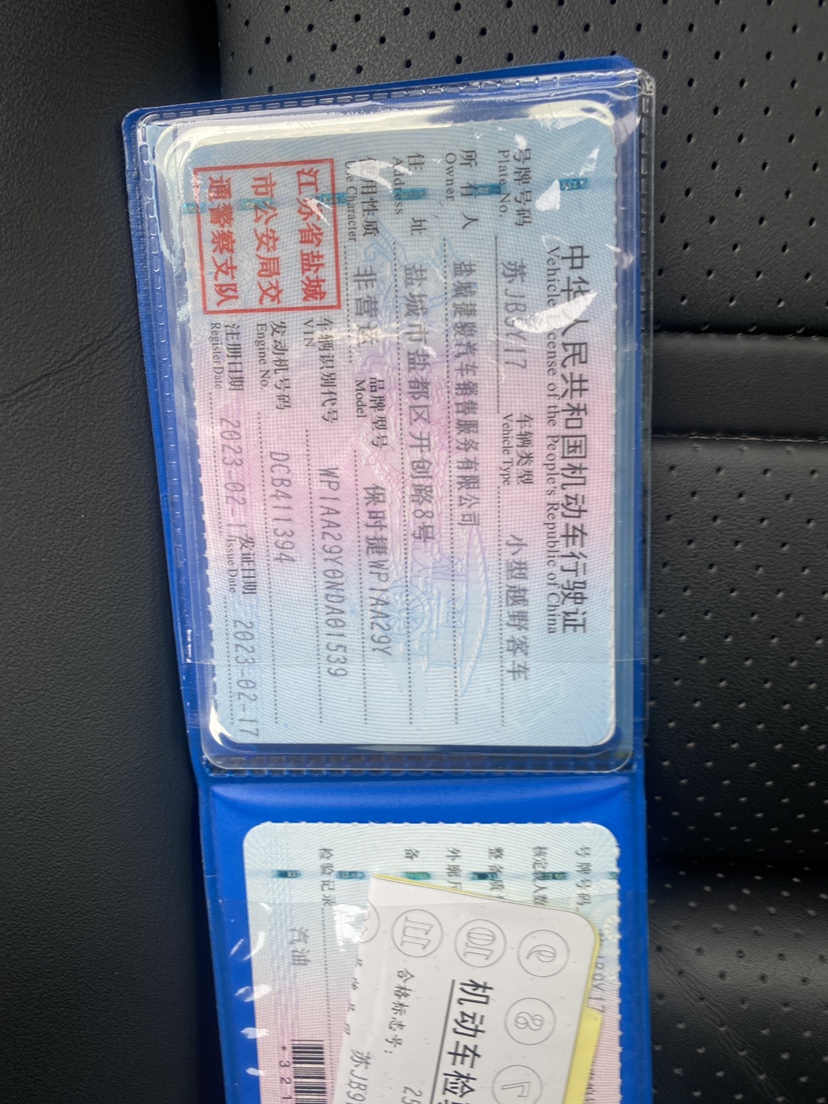 中华人民共和国机动车行驶证
Vehicle License of the People's Republic of China
号牌号码 苏JB9Y17 车辆类型 小型越野客车
Plate No. Vehicle Type
所有人 盐城捷骏汽车销售服务有限公司
Owner
住址 盐城市盐都区开创路8号
Address
使用性质 非营运 品牌型号 保时捷WP1AA29Y
Use Character Model
江苏省盐城
市公安局交
通警察支队
车辆识别代号 WP1AA29Y0NDA01539
VIN
发动机号码 DCB411394
Engine No.
注册日期 2023-02-1 发证日期 2023-02-17
Register Date Issue Date
号牌号码 JB9Y17
核定载人数
整备质
外廓
备
检验记录
汽油
*321
机动车检
合格标志号： 25
苏JB9